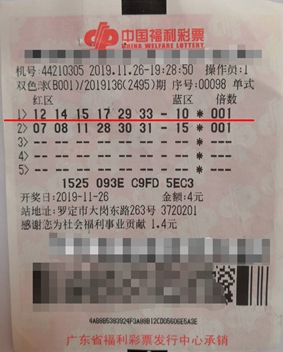 中国福利彩票
CHINA WELFARE LOTTERY
机号:44210305 2019.11.26-19:28:50 操作员:1
双色球(B001)/2019136(2495)期 序号:00098 单式
红区 蓝区 倍数
1> 12 14 15 17 29 33 - 10 * 001
2> 07 08 11 28 30 31 - 15 * 001
3>
4>
5>
1525 093E C9FD 5EC3
开奖日:2019-11-26 金额:4元
站地址:罗定市大岗东路263号 3720201
感谢您为社会福利事业贡献 1.4元
广东省福利彩票发行中心承销